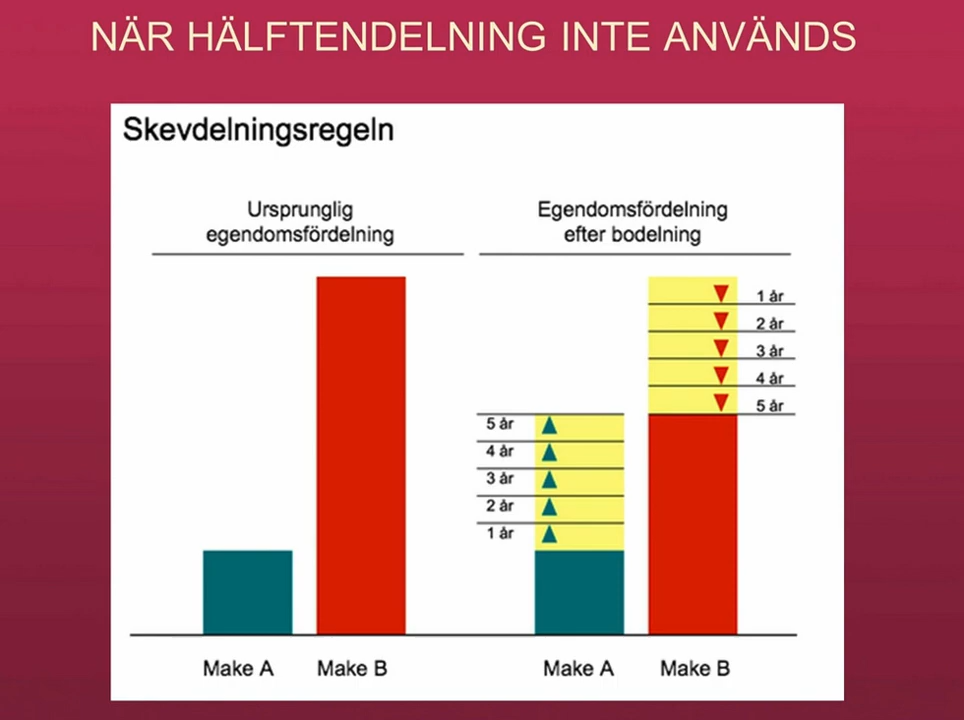 NÄR HÄLFTENDELNING INTE ANVÄNDS
Skevdelningsregeln
Ursprunglig
egendomsfördelning
Egendomsfördelning
efter bodelning
1 år
2 år
3 år
4 år
5 år
5 år
4 år
3 år
2 år
1 år
Make A
Make B
Make A
Make B